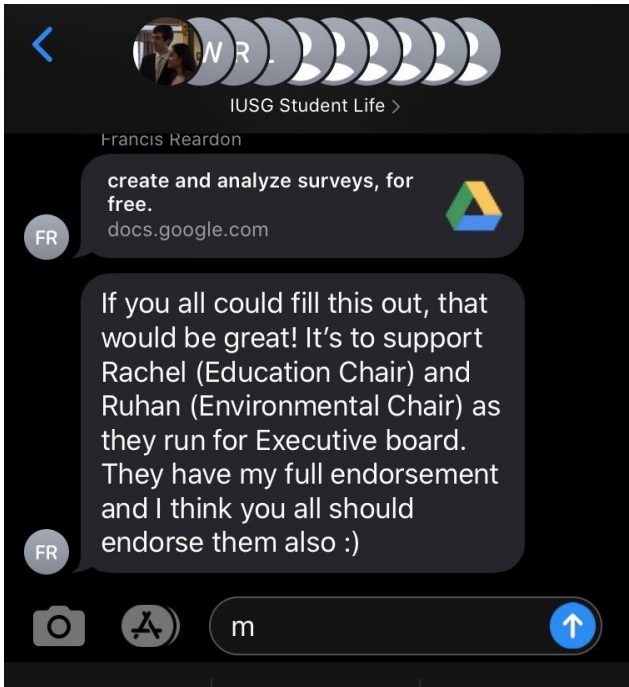 W R
IUSG Student Life >
Francis Reardon
create and analyze surveys, for
free.
docs.google.com
FR
If you all could fill this out, that
would be great! It’s to support
Rachel (Education Chair) and
Ruhan (Environmental Chair) as
they run for Executive board.
They have my full endorsement
and I think you all should
endorse them also :)
FR
m